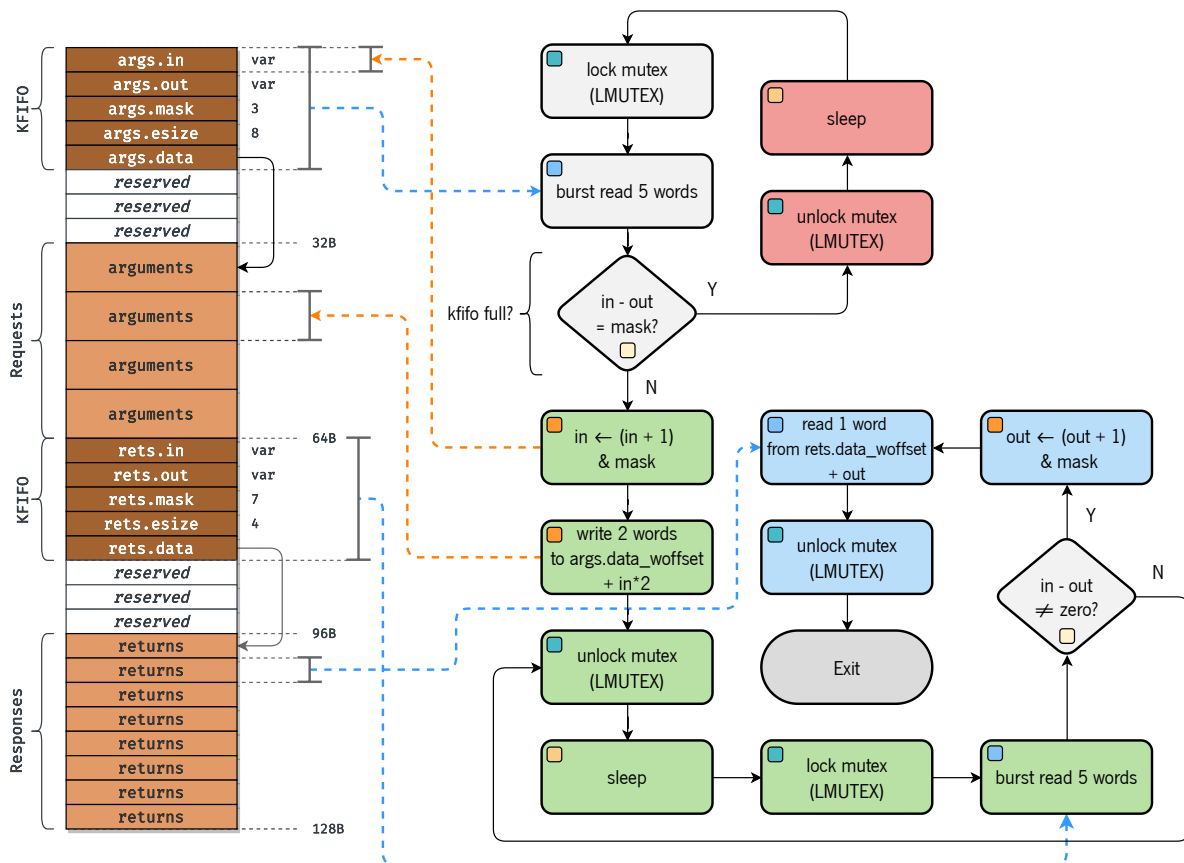 KFIFO
args.in
var
args.out
var
args.mask
3
args.esize
8
args.data
reserved
reserved
reserved
32B
Requests
arguments
arguments
arguments
arguments
64B
KFIFO
rets.in
var
rets.out
var
rets.mask
7
rets.esize
4
rets.data
reserved
reserved
reserved
96B
Responses
returns
returns
returns
returns
returns
returns
returns
returns
128B
lock mutex
(LMUTEX)
burst read 5 words
kfifo full?
in - out
= mask?
Y
N
unlock mutex
(LMUTEX)
sleep
in ← (in + 1)
& mask
write 2 words
to args.data_woffset
+ in*2
unlock mutex
(LMUTEX)
sleep
lock mutex
(LMUTEX)
burst read 5 words
in - out
≠ zero?
N
Y
out ← (out + 1)
& mask
read 1 word
from rets.data_woffset
+ out
unlock mutex
(LMUTEX)
Exit